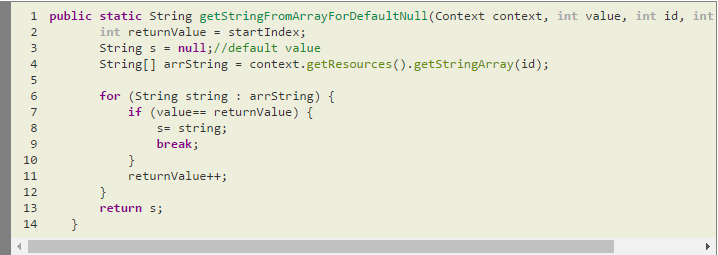 1 public static String getStringFromArrayForDefaultNull(Context context, int value, int id, int
2 int returnValue = startIndex;
3 String s = null;//default value
4 String[] arrString = context.getResources().getStringArray(id);
5
6 for (String string : arrString) {
7 if (value== returnValue) {
8 s= string;
9 break;
10 }
11 returnValue++;
12 }
13 return s;
14 }